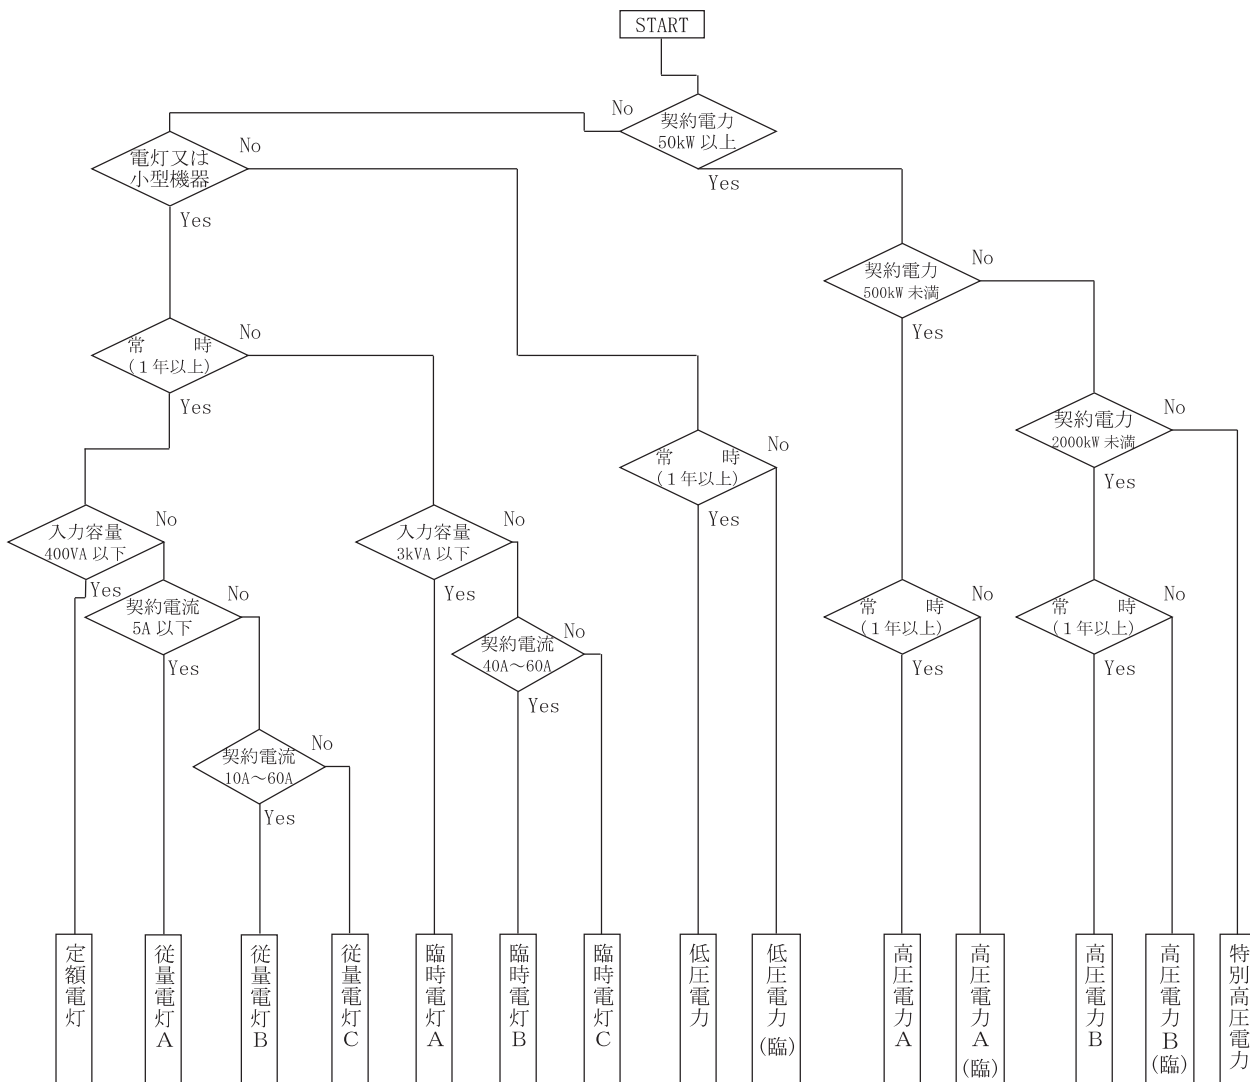 START
No
契約電力
50kW 以上
Yes
電灯又は
小型機器
No
Yes
契約電力
500kW 未満
No
Yes
常　　時
(１年以上)
No
Yes
契約電力
2000kW 未満
No
Yes
常　　時
(１年以上)
No
Yes
入力容量
400VA 以下
No
Yes
入力容量
3kVA 以下
No
Yes
契約電流
5A 以下
No
Yes
契約電流
40A～60A
No
Yes
常　　時
(１年以上)
No
Yes
常　　時
(１年以上)
No
Yes
契約電流
10A～60A
No
Yes
定額電灯
従量電灯A
従量電灯B
従量電灯C
臨時電灯A
臨時電灯B
臨時電灯C
低圧電力
低圧電力(臨)
高圧電力A
高圧電力A(臨)
高圧電力B
高圧電力B(臨)
特別高圧電力